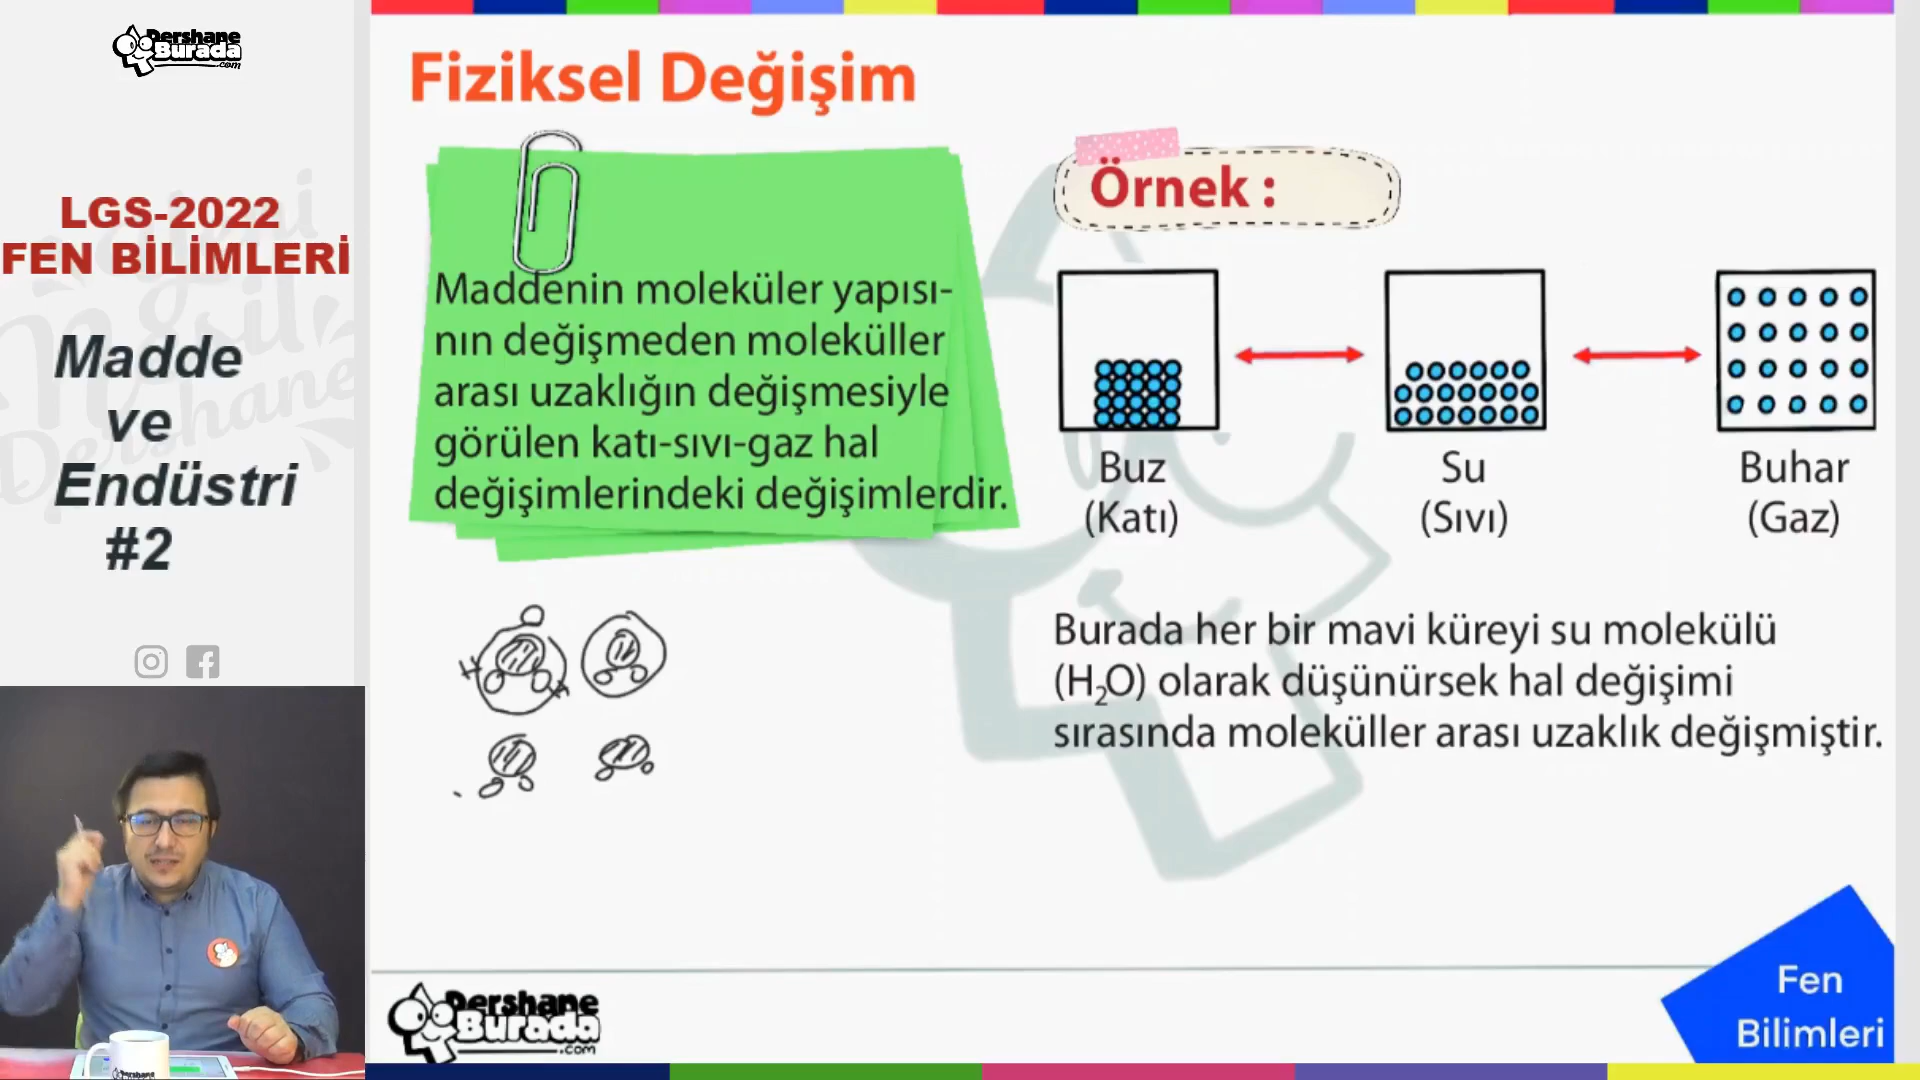 Dershane
Burada
.com
LGS-2022
FEN BİLİMLERİ
Madde
ve
Endüstri
#2
Fiziksel Değişim
Maddenin moleküler yapısı-
nın değişmeden moleküller
arası uzaklığın değişmesiyle
görülen katı-sıvı-gaz hal
değişimlerindeki değişimlerdir.
Örnek :
Buz
(Katı)
Su
(Sıvı)
Buhar
(Gaz)
Burada her bir mavi küreyi su molekülü
(H₂O) olarak düşünürsek hal değişimi
sırasında moleküller arası uzaklık değişmiştir.
Dershane
Burada
.com
Fen
Bilimleri